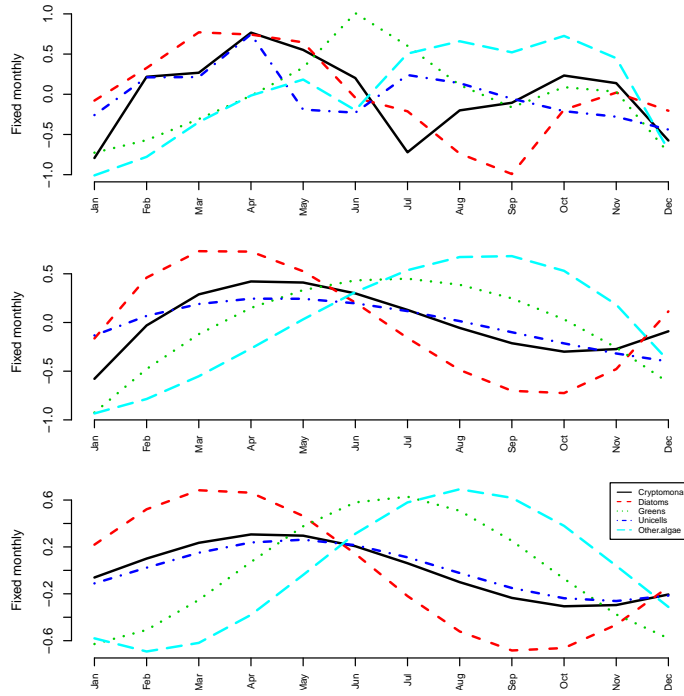 Fixed monthly
1.0
0.5
0.0
−0.5
−1.0
Jan Feb Mar Apr May Jun Jul Aug Sep Oct Nov Dec
Fixed monthly
0.5
0.0
−0.5
−1.0
Jan Feb Mar Apr May Jun Jul Aug Sep Oct Nov Dec
Fixed monthly
0.6
0.2
−0.2
−0.6
Cryptomonas
Diatoms
Greens
Unicells
Other.algae
Jan Feb Mar Apr May Jun Jul Aug Sep Oct Nov Dec